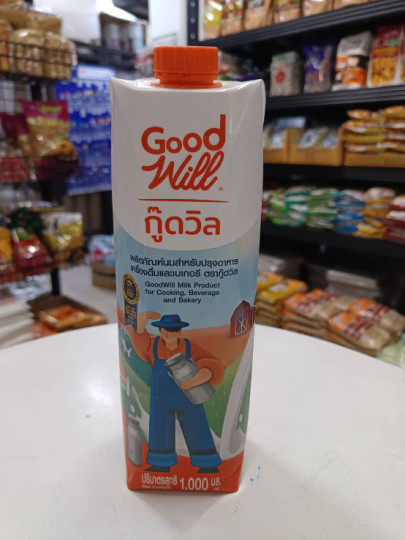 Good
Will
กู๊ดวิล
ผลิตภัณฑ์นมสำหรับปรุงอาหาร
เครื่องดื่มและเบเกอรี่ ตรากู๊ดวิล
GoodWill Milk Product
for Cooking, Beverage
and Bakery
ปริมาตรสุทธิ 1,000 มล.